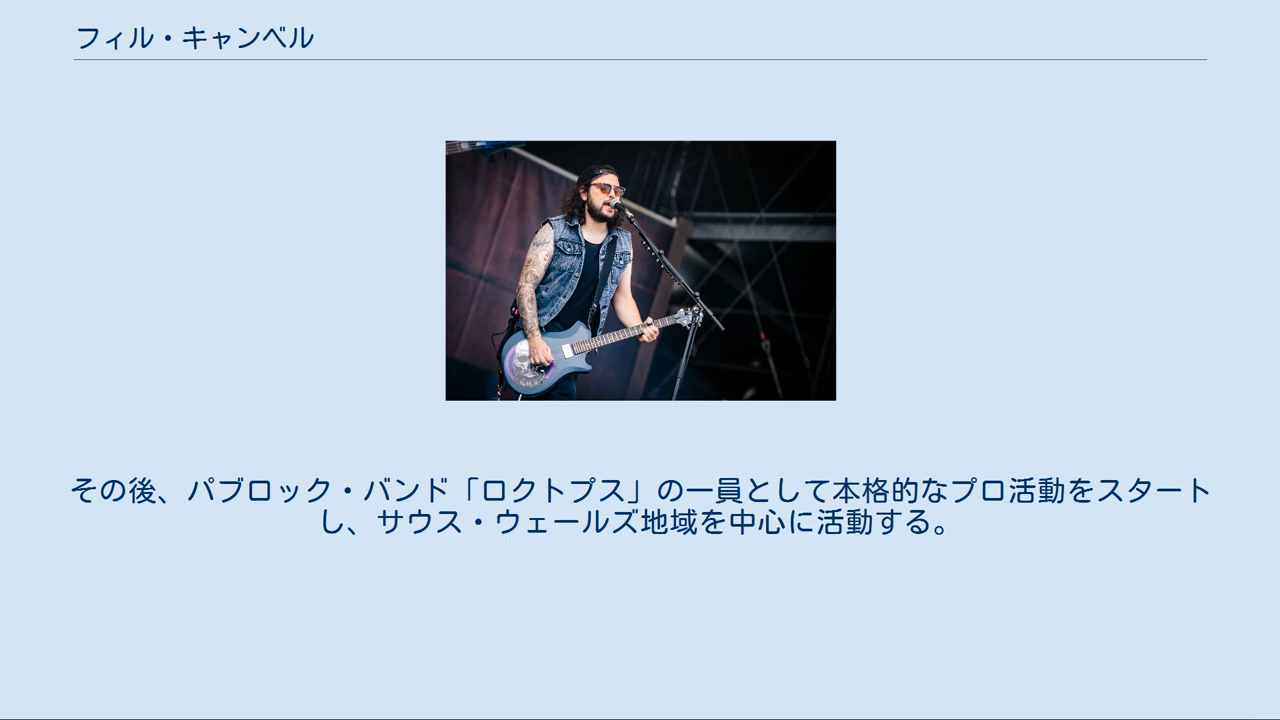 フィル・キャンベル
その後、パブロック・バンド「ロクトプス」の一員として本格的なプロ活動をスタート
し、サウス・ウェールズ地域を中心に活動する。